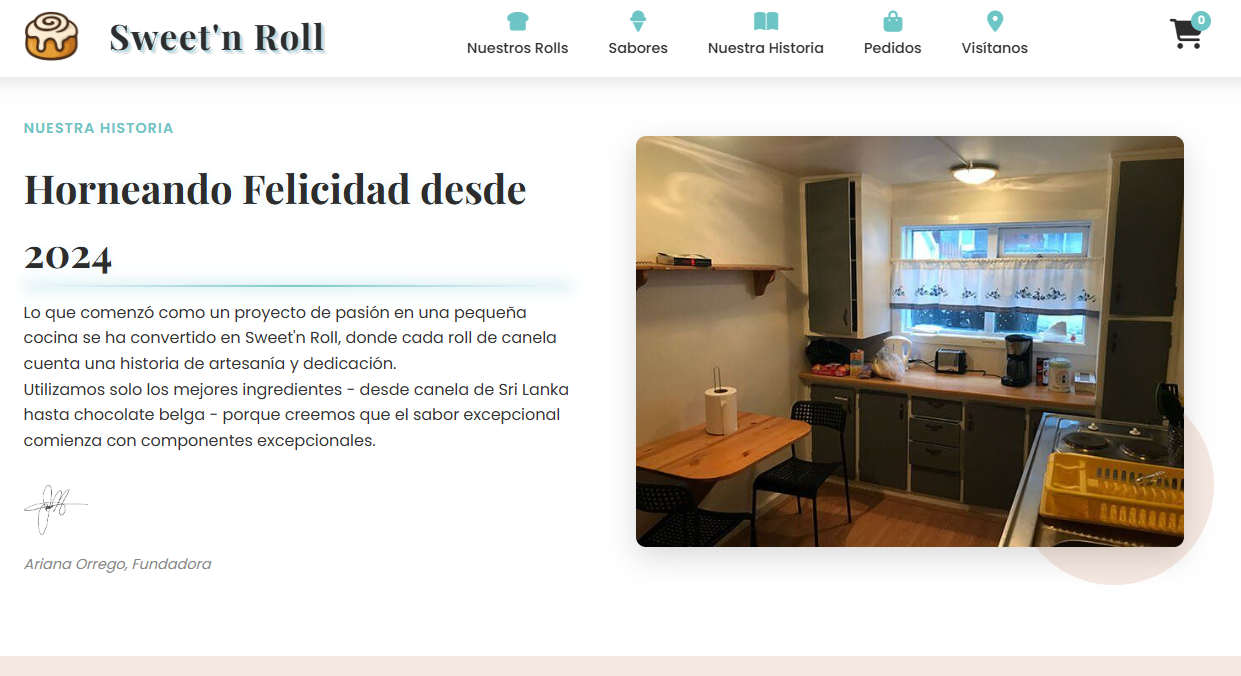 Sweet'n Roll
Nuestros Rolls
Sabores
Nuestra Historia
Pedidos
Visítanos
0
NUESTRA HISTORIA
Horneando Felicidad desde
2024
Lo que comenzó como un proyecto de pasión en una pequeña
cocina se ha convertido en Sweet'n Roll, donde cada roll de canela
cuenta una historia de artesanía y dedicación.
Utilizamos solo los mejores ingredientes - desde canela de Sri Lanka
hasta chocolate belga - porque creemos que el sabor excepcional
comienza con componentes excepcionales.
Ariana Orrego, Fundadora